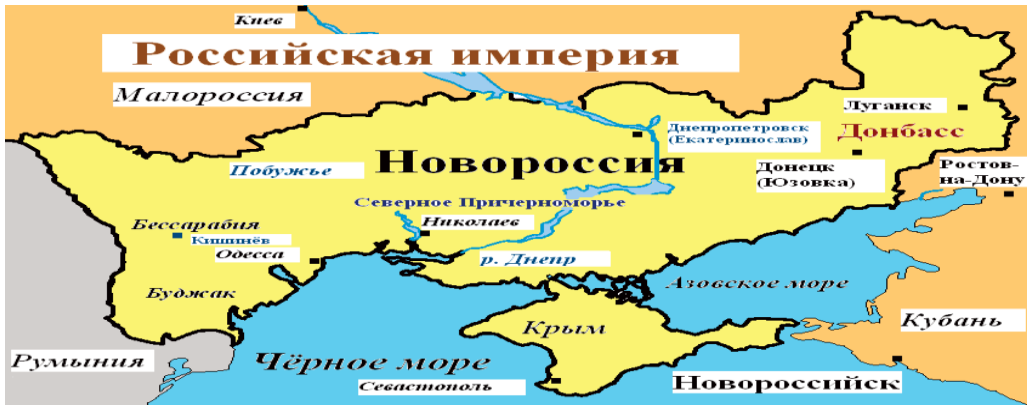 Киев
Российская империя
Малороссия
Луганск
Днепропетровск
(Екатеринослав)
Донбасс
Новороссия
Побужье
Донецк
(Юзовка)
Ростов-
на-Дону
Северное Причерноморье
Николаев
Бессарабия
Кишинёв
Одесса
р. Днепр
Буджак
Азовское море
Крым
Кубань
Румыния
Чёрное море
Севастополь
Новороссийск